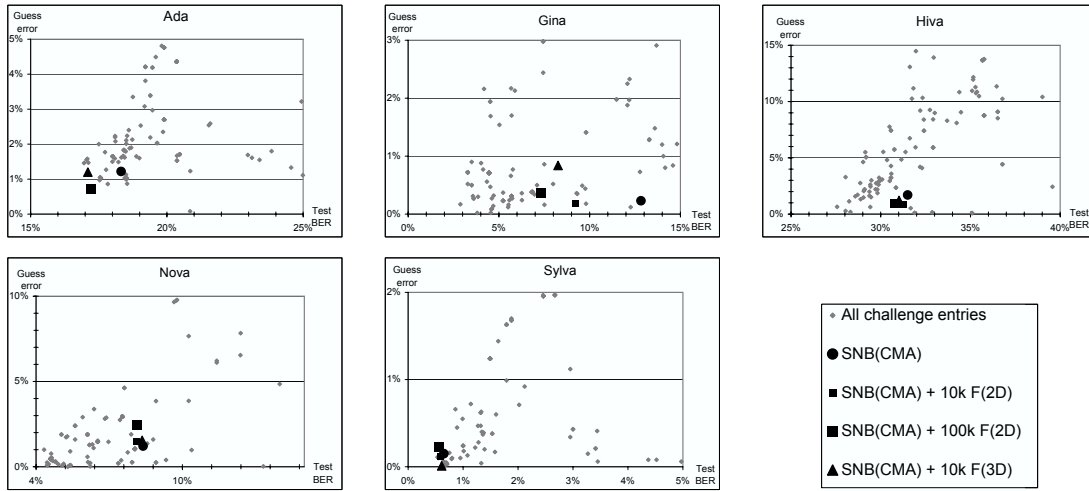 Ada
Guess
error
5%
4%
3%
2%
1%
0%
15%
20%
25%
Test
BER
Gina
Guess
error
3%
2%
1%
0%
0%
5%
10%
15%
Test
BER
Hiva
Guess
error
15%
10%
5%
0%
25%
30%
35%
40%
Test
BER
Nova
Guess
error
10%
5%
0%
4%
10%
Test
BER
Sylva
Guess
error
2%
1%
0%
0%
1%
2%
3%
4%
5%
Test
BER
All challenge entries
SNB(CMA)
SNB(CMA) + 10k F(2D)
SNB(CMA) + 100k F(2D)
SNB(CMA) + 10k F(3D)